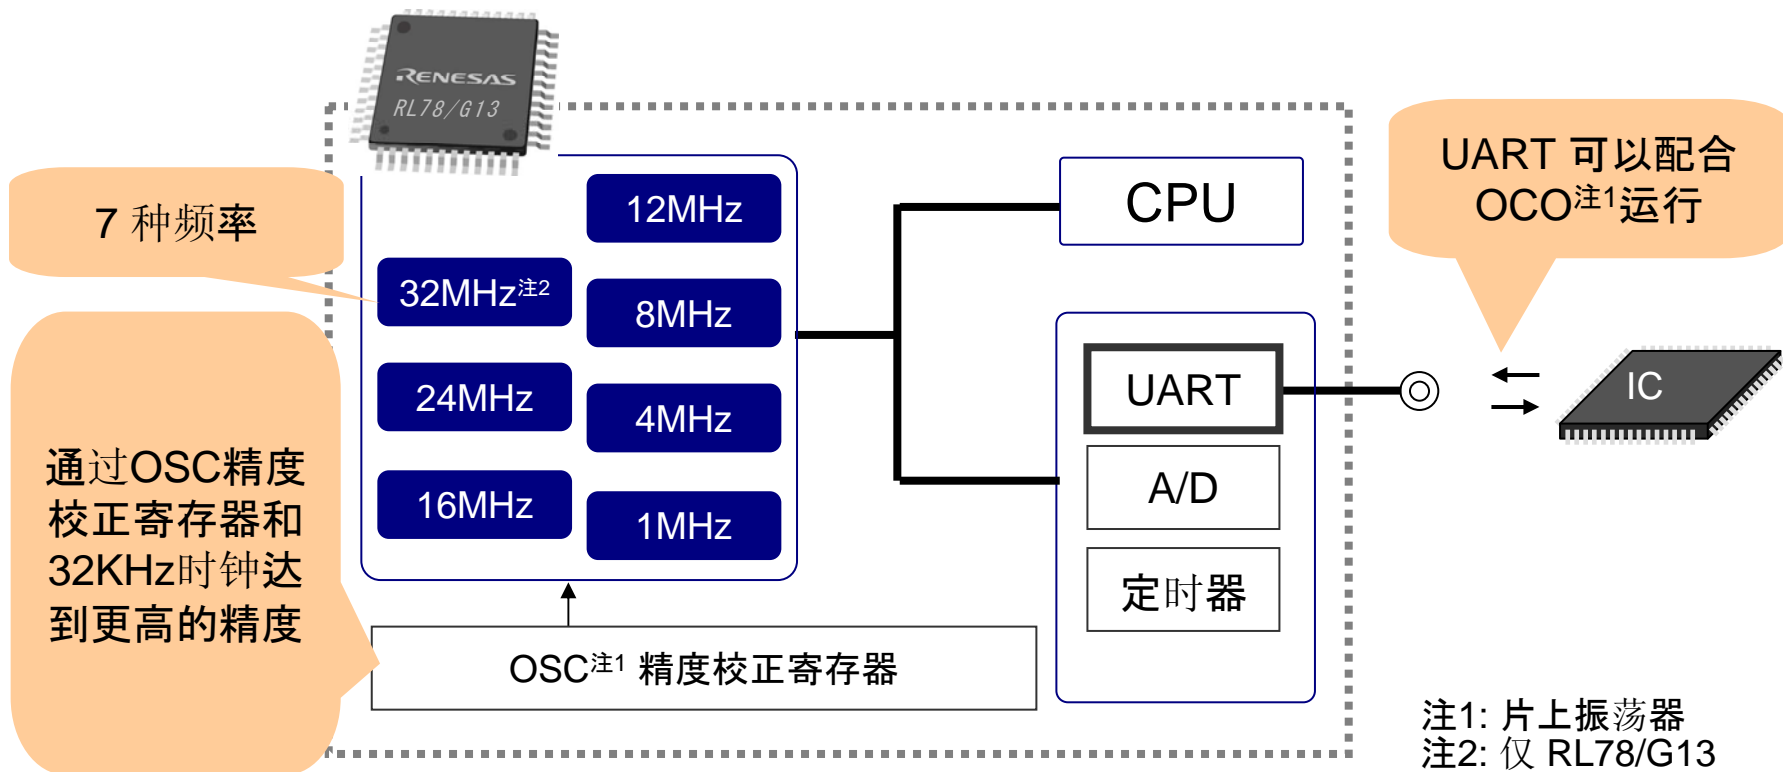 RENESAS
RL78/G13
7 种频率
12MHz
32MHz注2
8MHz
24MHz
4MHz
16MHz
1MHz
通过OSC精度
校正寄存器和
32KHz时钟达
到更高的精度
OSC注1 精度校正寄存器
CPU
UART
A/D
定时器
UART 可以配合
OCO注1运行
IC
注1: 片上振荡器
注2: 仅 RL78/G13